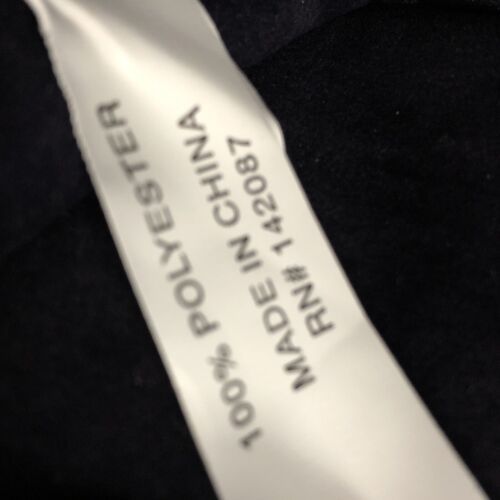 100% POLYESTER
MADE IN CHINA
RN# 142087